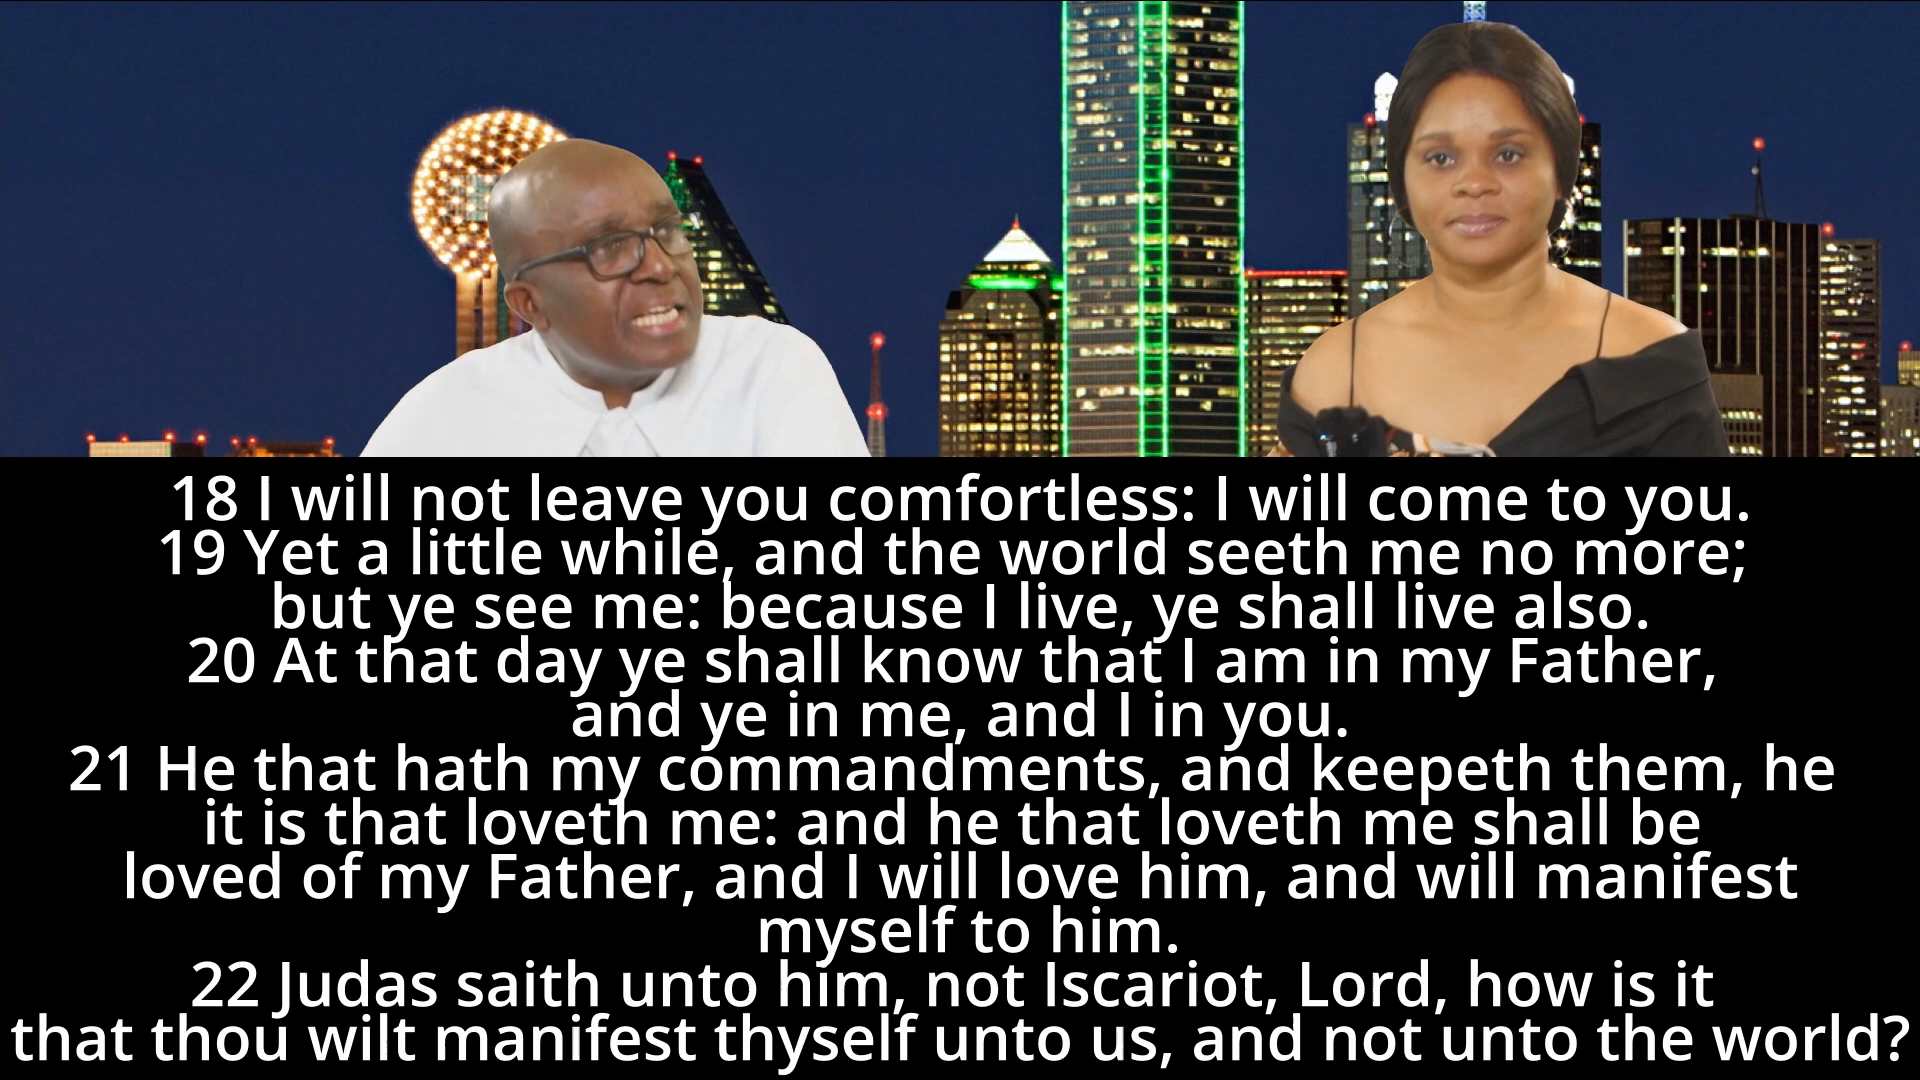 18 I will not leave you comfortless: I will come to you.
19 Yet a little while, and the world seeth me no more;
but ye see me: because I live, ye shall live also.
20 At that day ye shall know that I am in my Father,
and ye in me, and I in you.
21 He that hath my commandments, and keepeth them, he
it is that loveth me: and he that loveth me shall be
loved of my Father, and I will love him, and will manifest
myself to him.
22 Judas saith unto him, not Iscariot, Lord, how is it
that thou wilt manifest thyself unto us, and not unto the world?